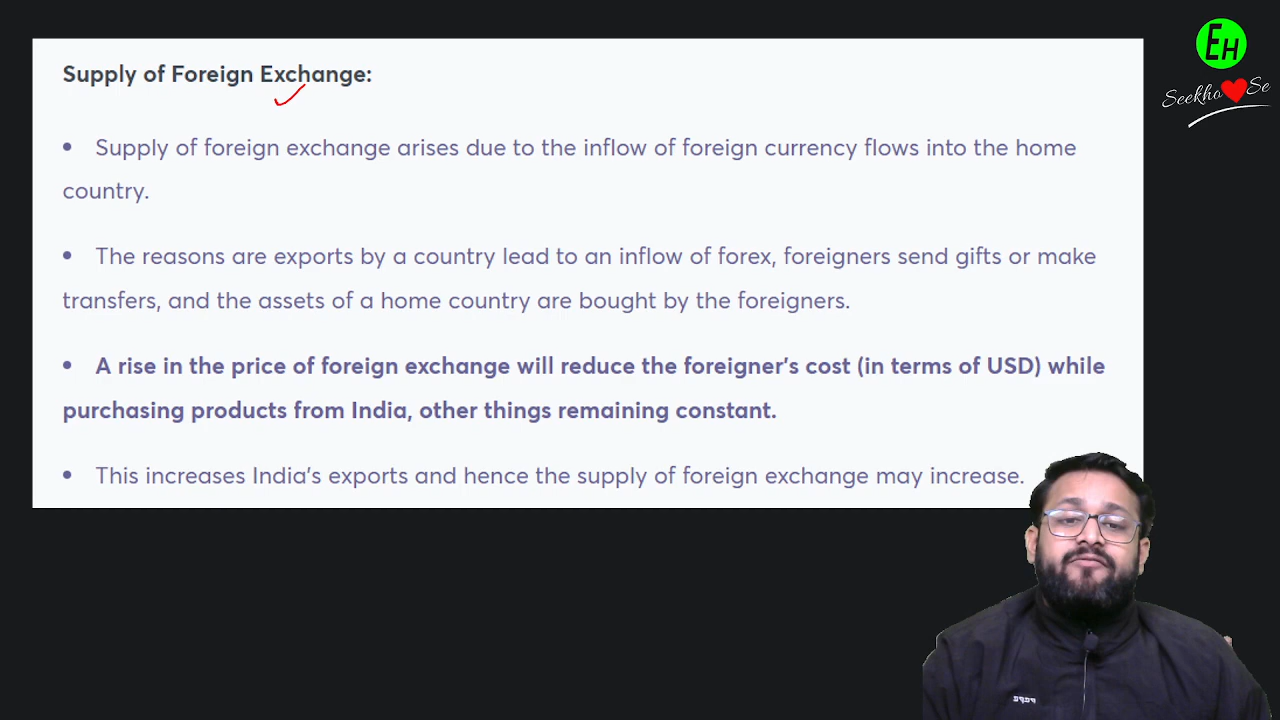 Supply of Foreign Exchange:
• Supply of foreign exchange arises due to the inflow of foreign currency flows into the home
country.
• The reasons are exports by a country lead to an inflow of forex, foreigners send gifts or make
transfers, and the assets of a home country are bought by the foreigners.
• A rise in the price of foreign exchange will reduce the foreigner's cost (in terms of USD) while
purchasing products from India, other things remaining constant.
• This increases India's exports and hence the supply of foreign exchange may increase.
EH
Seekho Se